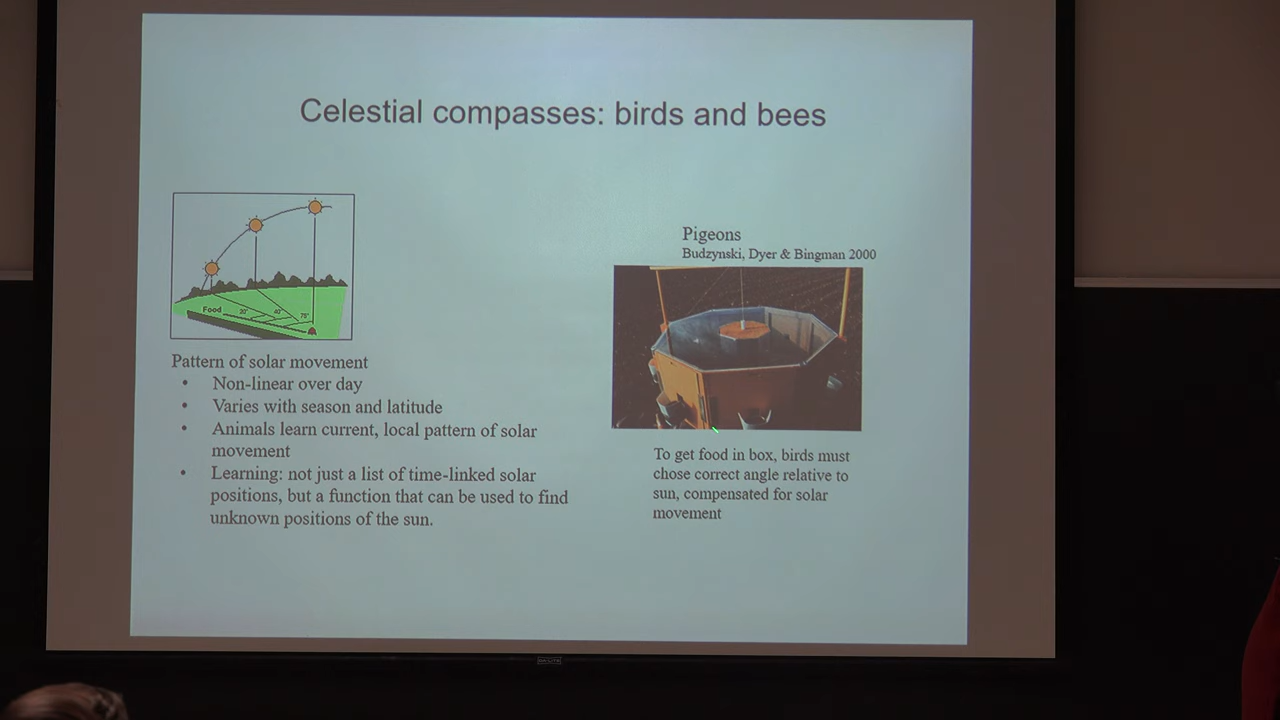 Celestial compasses: birds and bees
Food
20°
40°
75°
Pattern of solar movement
• Non-linear over day
• Varies with season and latitude
• Animals learn current, local pattern of solar
movement
• Learning: not just a list of time-linked solar
positions, but a function that can be used to find
unknown positions of the sun.
Pigeons
Budzynski, Dyer & Bingman 2000
To get food in box, birds must
chose correct angle relative to
sun, compensated for solar
movement